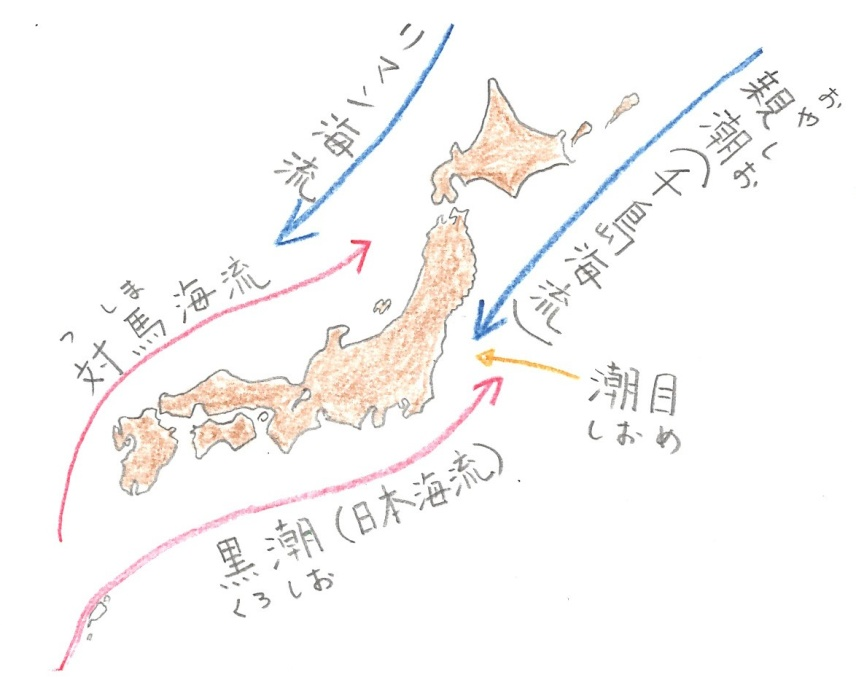 リマン海流
おやしお
親潮(千島海流)
つしま
対馬海流
潮目
しおめ
黒潮(日本海流)
くろしお